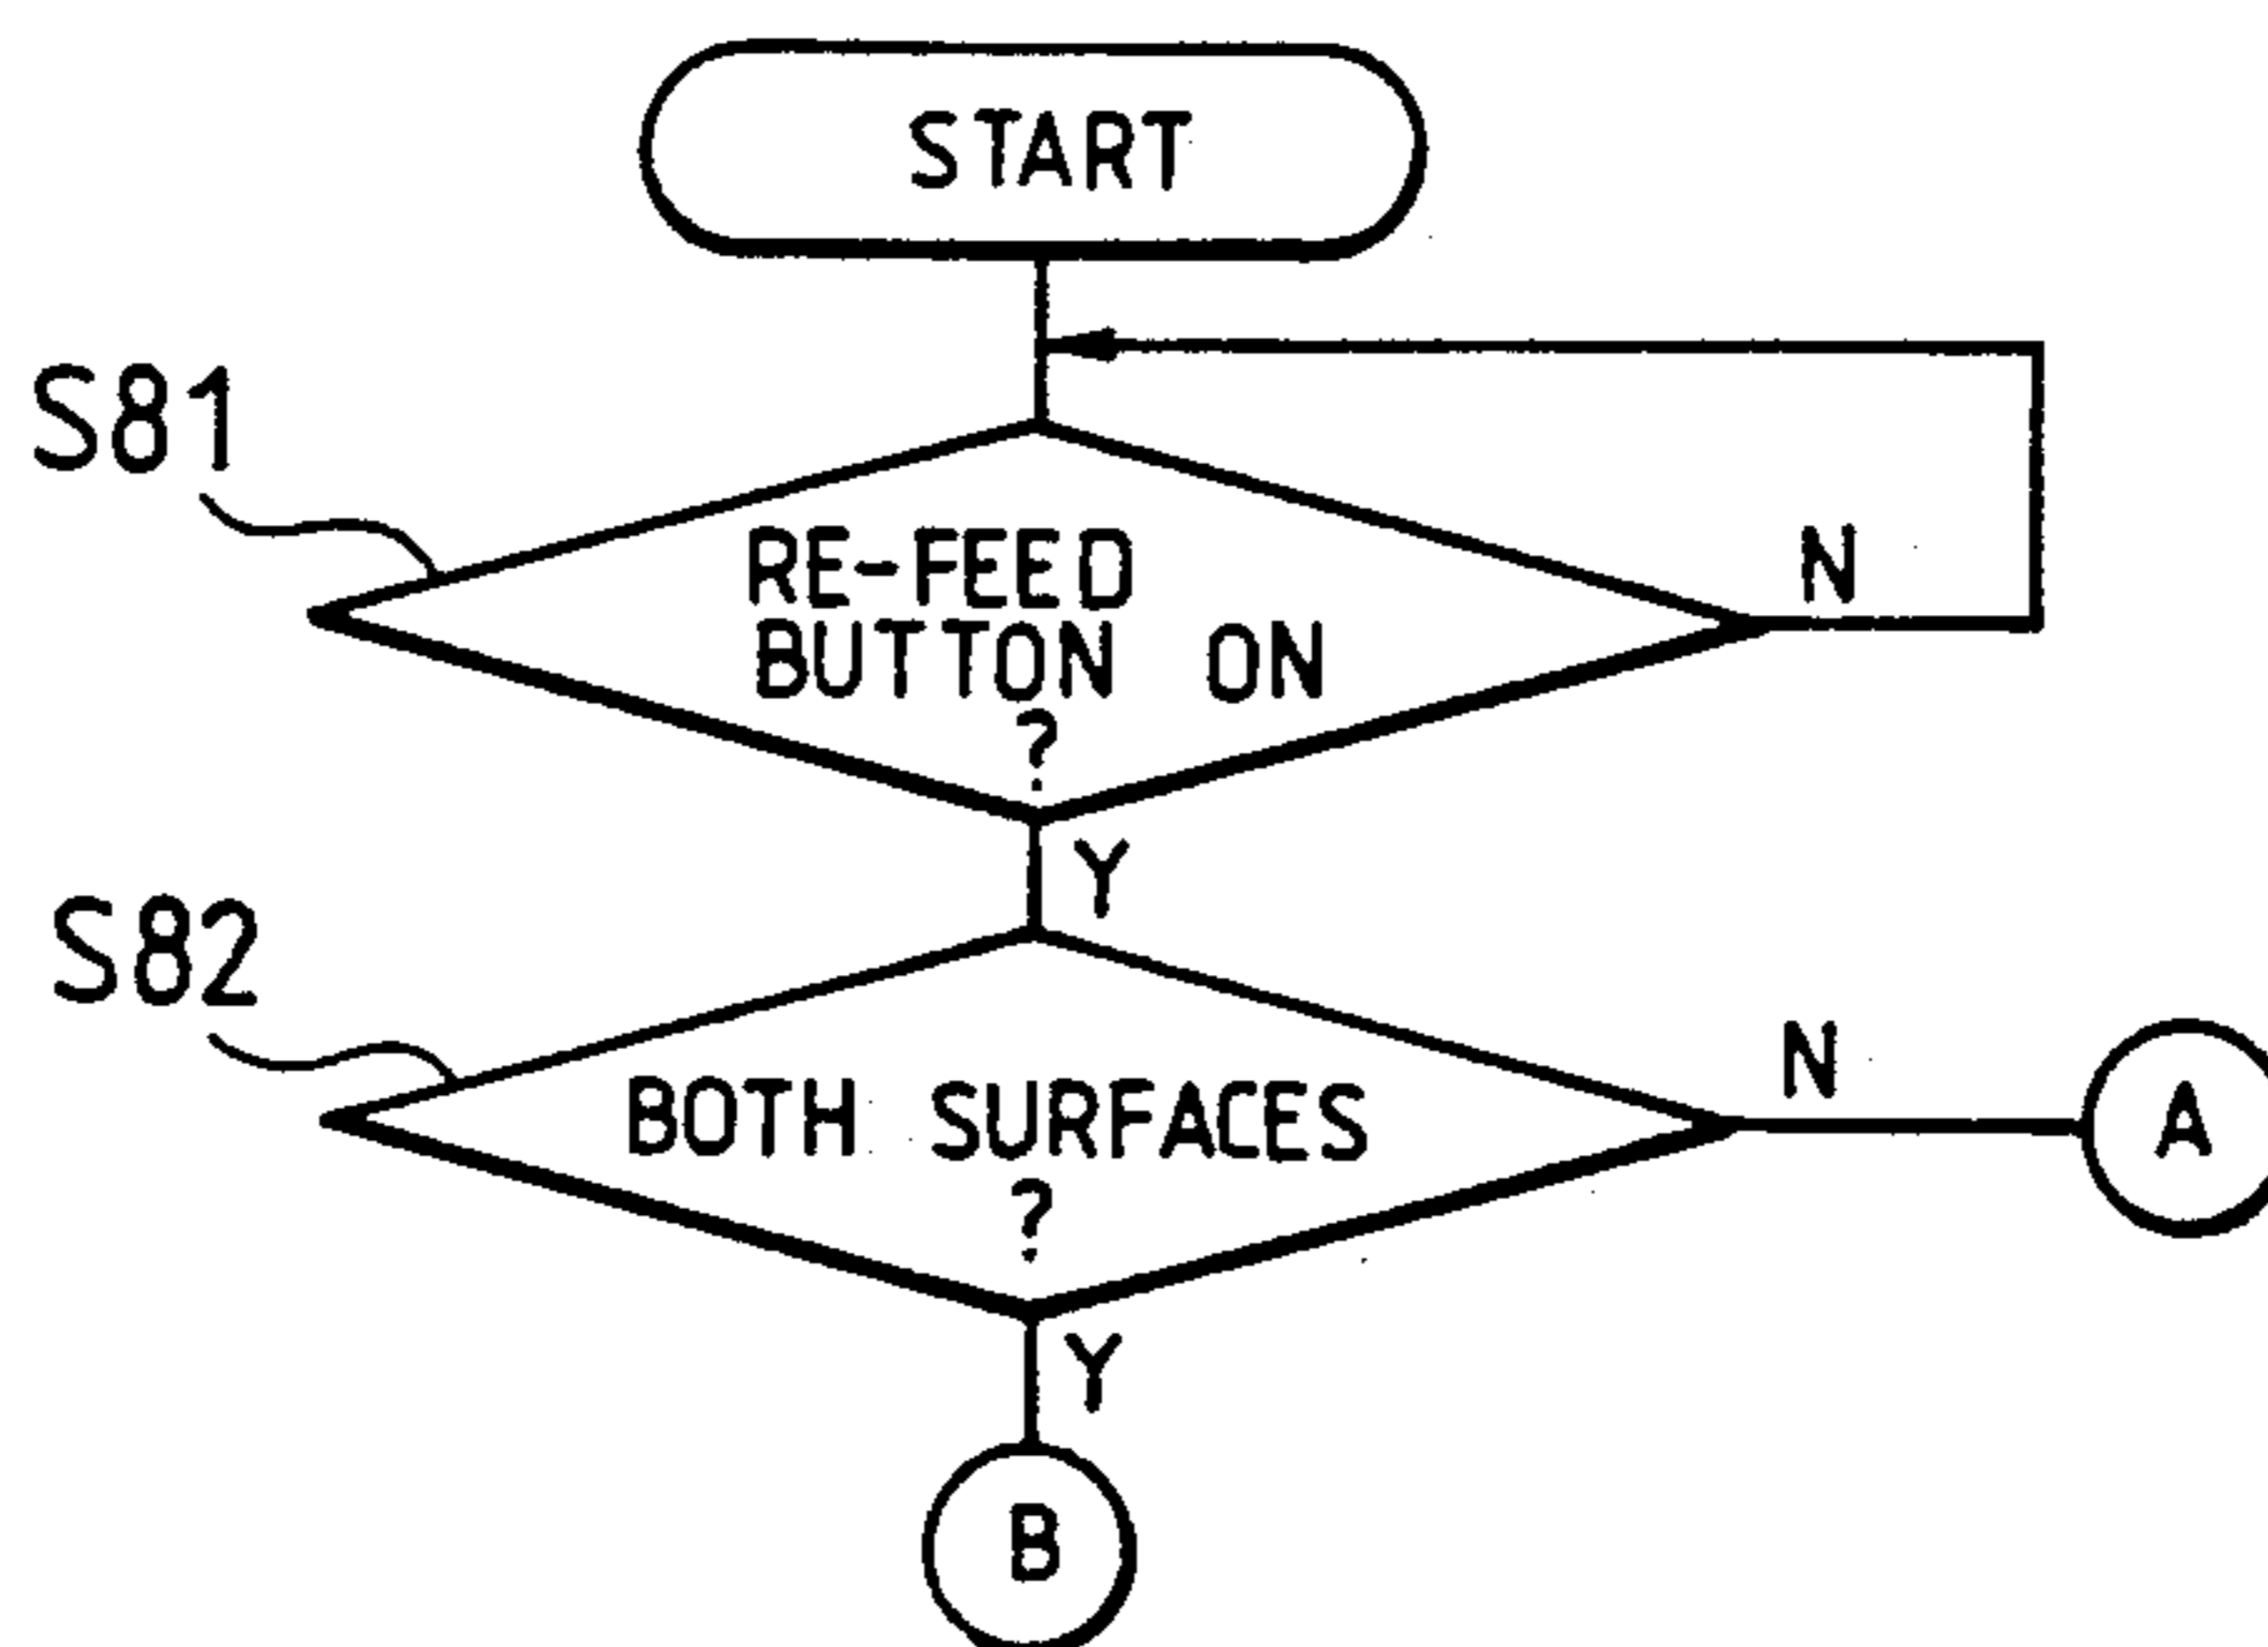 START
S81
RE-FEED
BUTTON ON
?
N
Y
S82
BOTH SURFACES
?
N
A
Y
B